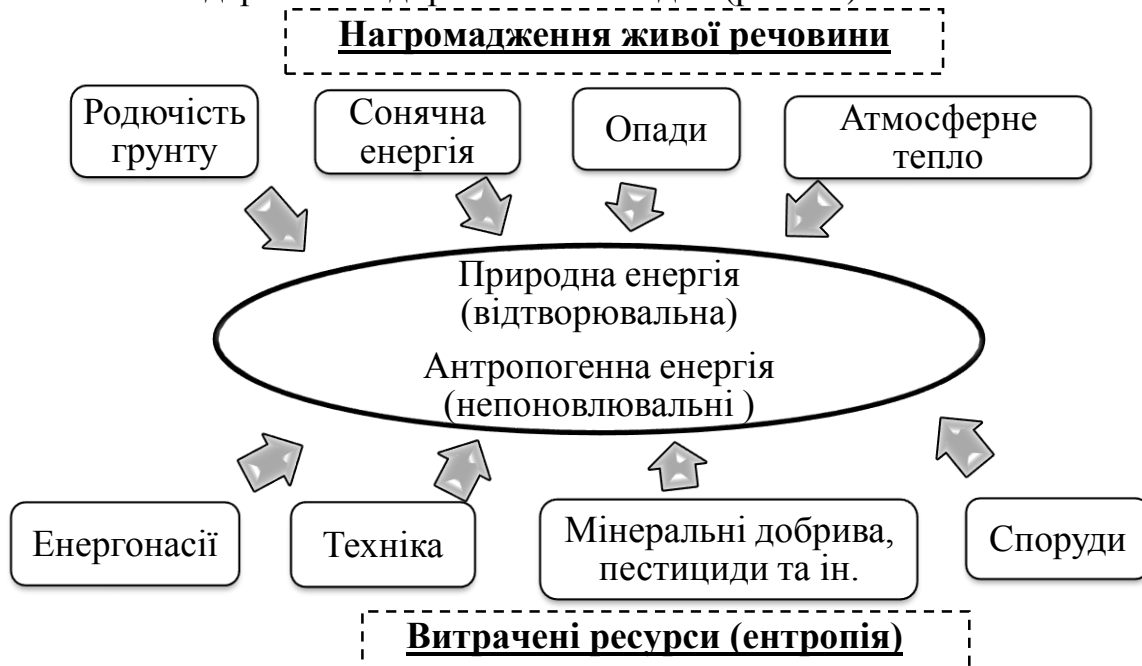 Нагромадження живої речовини
Родючість
грунту
Сонячна
енергія
Опади
Атмосферне
тепло
Природна енергія
(відтворювальна)
Антропогенна енергія
(непоновлювальні )
Енергонасії
Техніка
Мінеральні добрива,
пестициди та ін.
Споруди
Витрачені ресурси (ентропія)